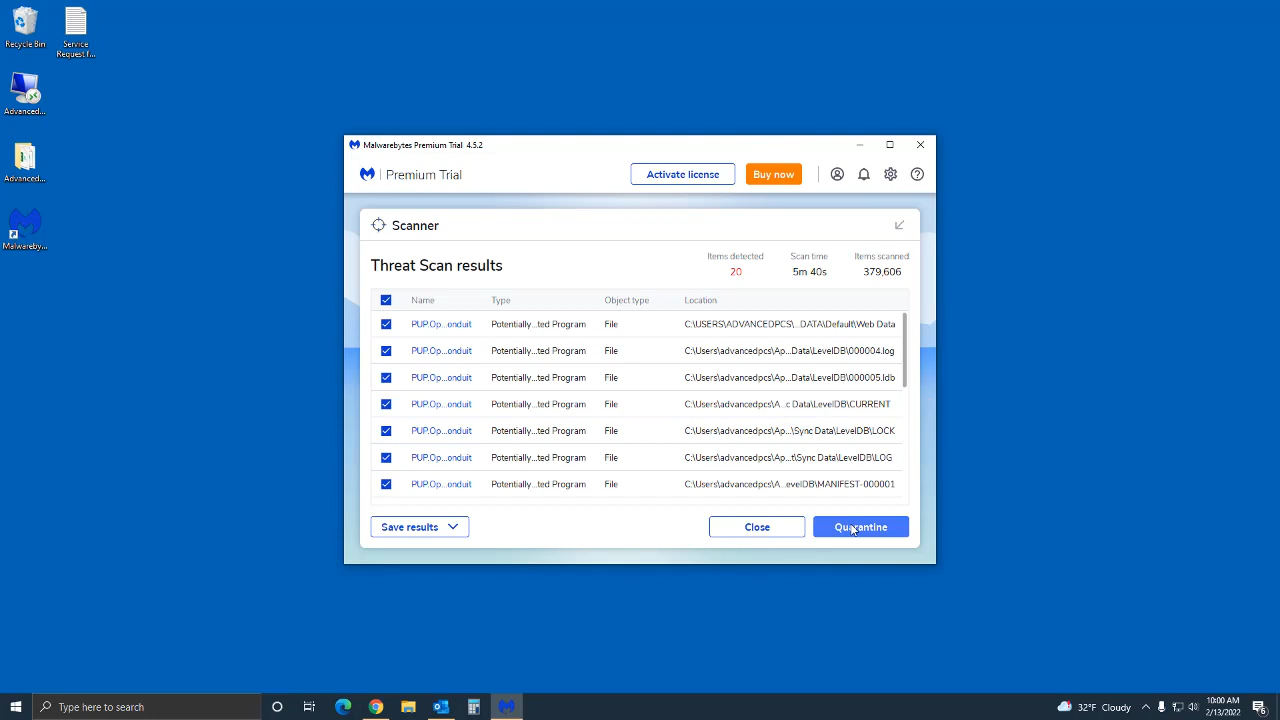 Recycle Bin
Service
Request f...
Advanced...
Advanced...
Malwareby...
Malwarebytes Premium Trial 4.5.2
Premium Trial
Activate license
Buy now
Scanner
Threat Scan results
Items detected
20
Scan time
5m 40s
Items scanned
379,606
Name Type Object type Location
PUP.Op...onduit Potentially...ted Program File C:\USERS\ADVANCEDPCS\...DATA\Default\Web Data
PUP.Op...onduit Potentially...ted Program File C:\Users\advancedpcs\Ap...Data\LevelDB\000004.log
PUP.Op...onduit Potentially...ted Program File C:\Users\advancedpcs\Ap...Data\LevelDB\000005.ldb
PUP.Op...onduit Potentially...ted Program File C:\Users\advancedpcs\A...c Data\LevelDB\CURRENT
PUP.Op...onduit Potentially...ted Program File C:\Users\advancedpcs\Ap...\Sync Data\LevelDB\LOCK
PUP.Op...onduit Potentially...ted Program File C:\Users\advancedpcs\Ap...t\Sync Data\LevelDB\LOG
PUP.Op...onduit Potentially...ted Program File C:\Users\advancedpcs\Ap...evelDB\MANIFEST-000001
Save results
Close
Quarantine
Type here to search
32°F Cloudy
10:00 AM
2/13/2022
6